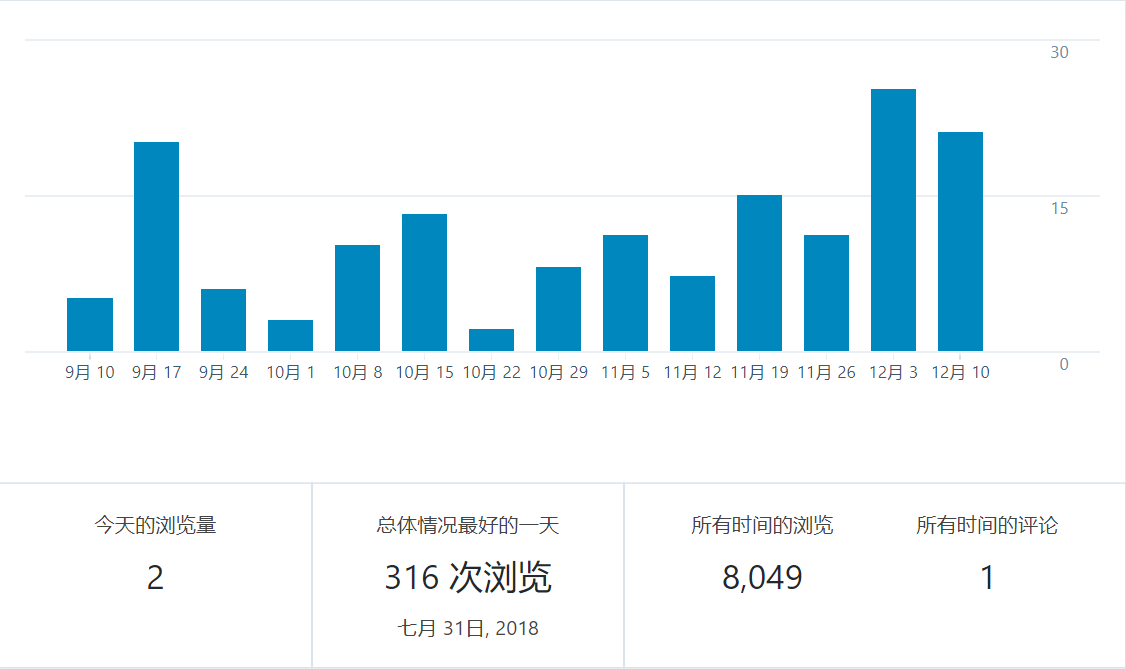 30
15
0
9月 10 9月 17 9月 24 10月 1 10月 8 10月 15 10月 22 10月 29 11月 5 11月 12 11月 19 11月 26 12月 3 12月 10
今天的浏览量
2
总体情况最好的一天
316 次浏览
七月 31日, 2018
所有时间的浏览
8,049
所有时间的评论
1